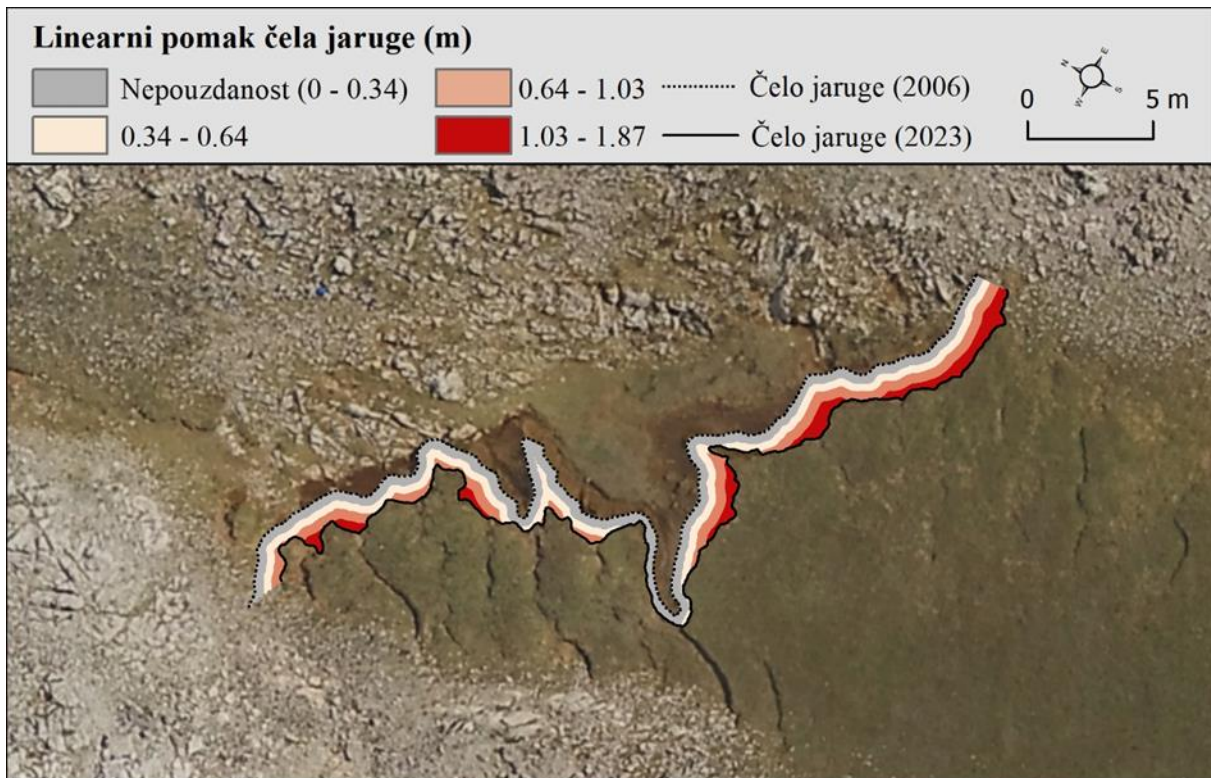 Linearni pomak čela jaruge (m)
Nepouzdanost (0 - 0.34)
0.34 - 0.64
0.64 - 1.03
1.03 - 1.87
Čelo jaruge (2006)
Čelo jaruge (2023)
N
E
W
S
0
5 m